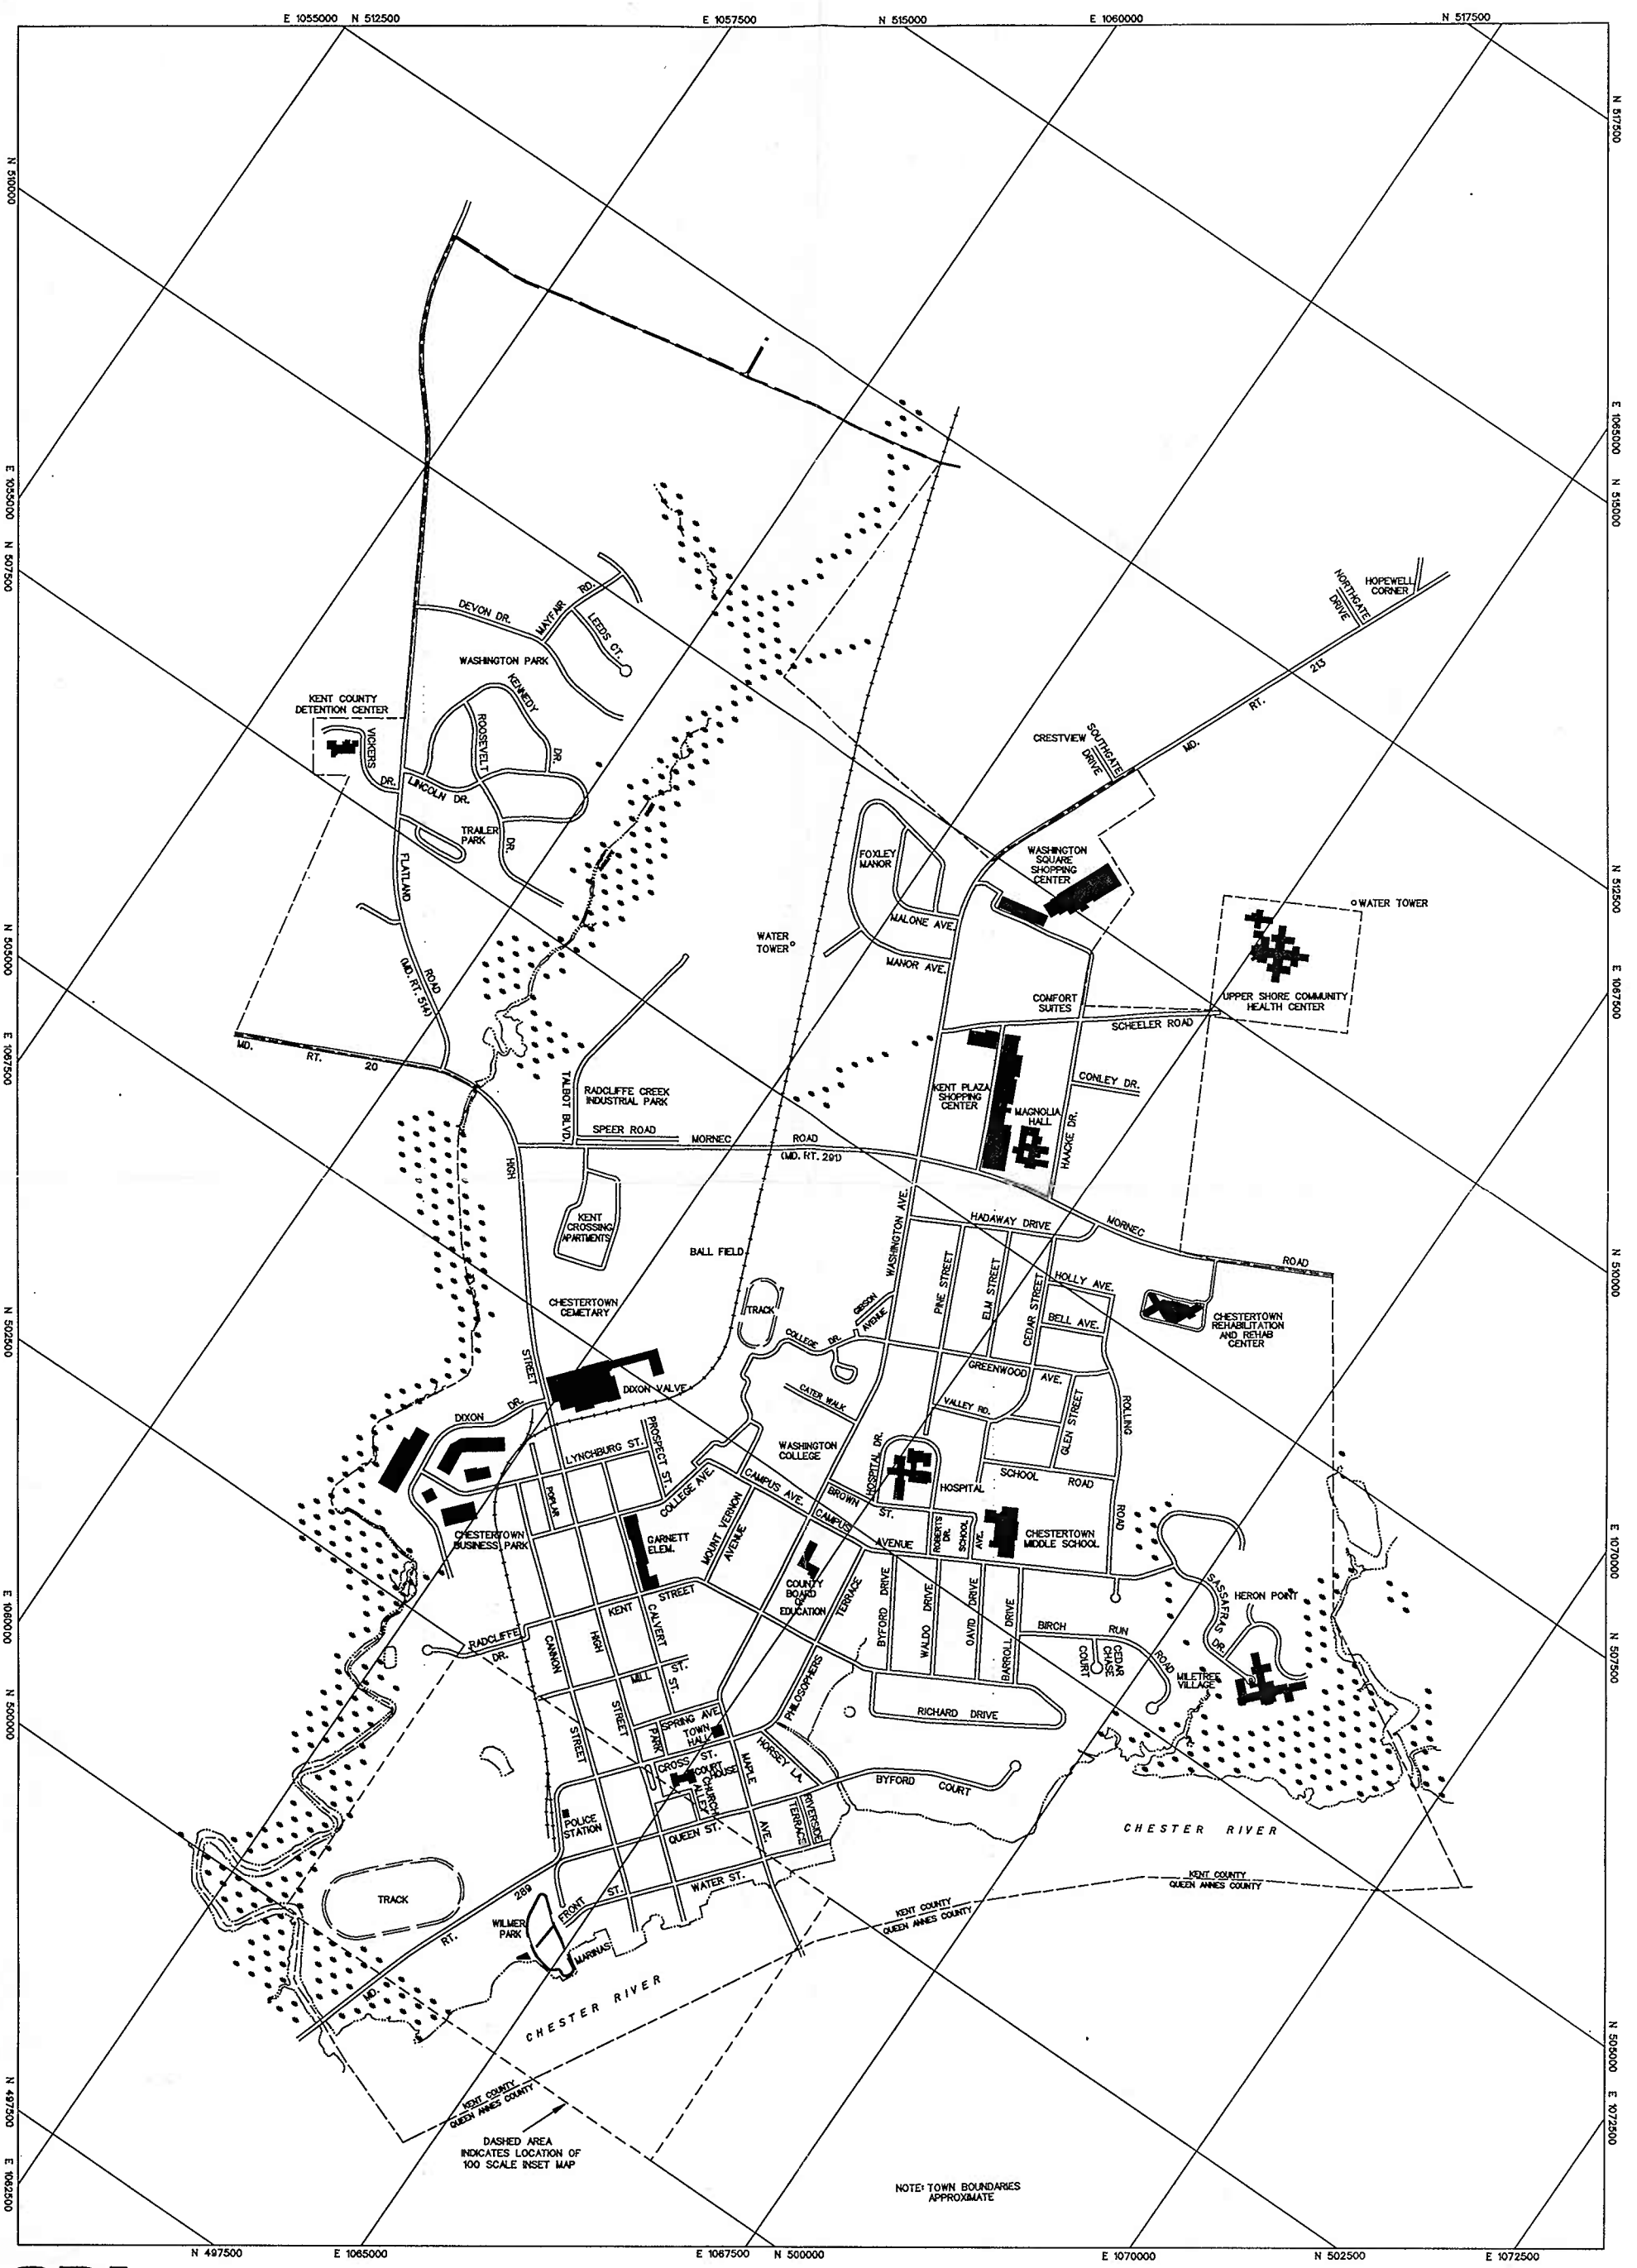 E 1055000 N 512500
E 1057500
N 515000
E 1060000
N 517500
N 517500
N 510000
E 1065000
N 515000
E 1055000
N 507500
HOPEWELL
CORNER
NORTHGATE
DRIVE
213
RT.
MD.
DEVON DR.
MAYFAIR RD.
LEEDS CT.
WASHINGTON PARK
KENNEDY
DR.
ROOSEVELT
DR.
KENT COUNTY
DETENTION CENTER
VICKERS
DR.
LINCOLN DR.
TRAILER
PARK
CRESTVIEW
SOUTHGATE
DRIVE
FOXLEY
MANOR
WASHINGTON
SQUARE
SHOPPING
CENTER
MALONE AVE.
MANOR AVE.
WATER
TOWER
WATER TOWER
N 512500
FLATLAND
ROAD
(MD. RT. 514)
N 505000
E 1067500
UPPER SHORE COMMUNITY
HEALTH CENTER
COMFORT
SUITES
SCHEELER ROAD
E 1057500
MD. RT. 20
TALBOT BLVD.
RADCLIFFE CREEK
INDUSTRIAL PARK
SPEER ROAD
MORNEC ROAD
(MD. RT. 291)
KENT PLAZA
SHOPPING
CENTER
MAGNOLIA
HALL
CONLEY DR.
HAACKE DR.
HIGH
KENT
CROSSING
APARTMENTS
WASHINGTON AVE.
HADAWAY DRIVE
MORNEC
ROAD
BALL FIELD
PINE STREET
ELM STREET
CEDAR STREET
HOLLY AVE.
BELL AVE.
N 510000
CHESTERTOWN
CEMETARY
TRACK
GIBSON
AVENUE
COLLEGE DR.
CHESTERTOWN
REHABILITATION
AND REHAB
CENTER
N 502500
STREET
DIXON VALVE
GREENWOOD AVE.
CATER WALK
VALLEY RD.
GLEN STREET
ROLLING
DIXON DR.
LYNCHBURG ST.
PROSPECT ST.
WASHINGTON
COLLEGE
HOSPITAL DR.
HOSPITAL
SCHOOL ROAD
ROAD
COLLEGE AVE.
CAMPUS AVE.
BROWN
ST.
POPLAR
CHESTERTOWN
BUSINESS PARK
GARNETT
ELEM.
MOUNT VERNON
AVENUE
CAMPUS
AVENUE
ROBERTS
DR.
SCHOOL
AVE.
CHESTERTOWN
MIDDLE SCHOOL
E 1070000
COUNTY
BOARD
OF
EDUCATION
TERRACE
PHILOSOPHERS
BYFORD DRIVE
WALDO DRIVE
DAVID DRIVE
BARROLL DRIVE
BIRCH RUN
ROAD
CEDAR
CHASE
COURT
SASSAFRAS
DR.
HERON POINT
MILETREE
VILLAGE
E 1060000
N 507500
KENT STREET
CALVERT
ST.
RADCLIFFE
DR.
CANNON
STREET
HIGH
STREET
MILL ST.
N 500000
RICHARD DRIVE
SPRING AVE.
PARK
TOWN
HALL
CROSS ST.
COURT
HOUSE
CHURCH
ALLEY
MAPLE
AVE.
HORSEY LA.
BYFORD COURT
RIVERSIDE
TERRACE
POLICE
STATION
QUEEN ST.
WATER ST.
CHESTER RIVER
KENT COUNTY
QUEEN ANNES COUNTY
KENT COUNTY
QUEEN ANNES COUNTY
TRACK
289
RT.
MD.
WILMER
PARK
FRONT ST.
MARINAS
CHESTER RIVER
KENT COUNTY
QUEEN ANNES COUNTY
N 505000
E 1072500
N 497500
E 1062500
DASHED AREA
INDICATES LOCATION OF
100 SCALE INSET MAP
NOTE: TOWN BOUNDARIES
APPROXIMATE
N 497500
E 1065000
E 1067500
N 500000
E 1070000
N 502500
E 1072500